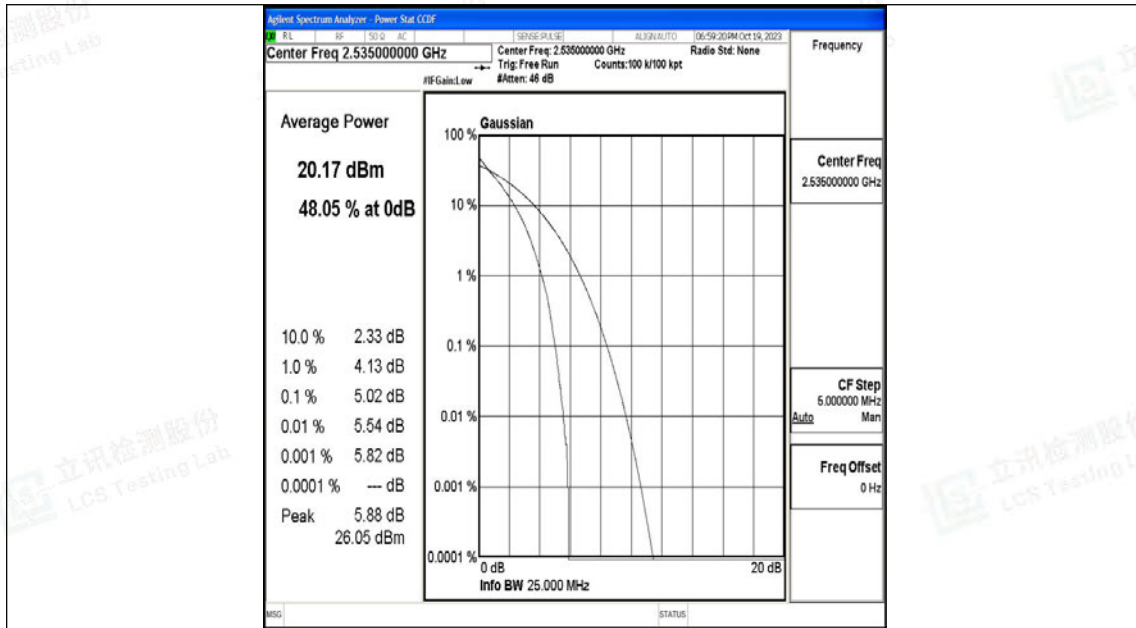 Agilent Spectrum Analyzer - Power Stat CCDF
RL RF 50 Ω AC SENSE:PULSE ALIGNAUTO 06:59:20 PM Oct 19, 2023
Center Freq 2.535000000 GHz
Center Freq: 2.535000000 GHz Radio Std: None
Trig: Free Run Counts:100 k/100 kpt
#IFGain:Low #Atten: 46 dB
Frequency
Average Power
20.17 dBm
48.05 % at 0dB
10.0 % 2.33 dB
1.0 % 4.13 dB
0.1 % 5.02 dB
0.01 % 5.54 dB
0.001 % 5.82 dB
0.0001 % --- dB
Peak 5.88 dB
26.05 dBm
Gaussian
100 %
10 %
1 %
0.1 %
0.01 %
0.001 %
0.0001 %
0 dB 20 dB
Info BW 25.000 MHz
Center Freq
2.535000000 GHz
CF Step
5.000000 MHz
Auto Man
Freq Offset
0 Hz
MSG STATUS
立讯检测股份
LCS Testing Lab